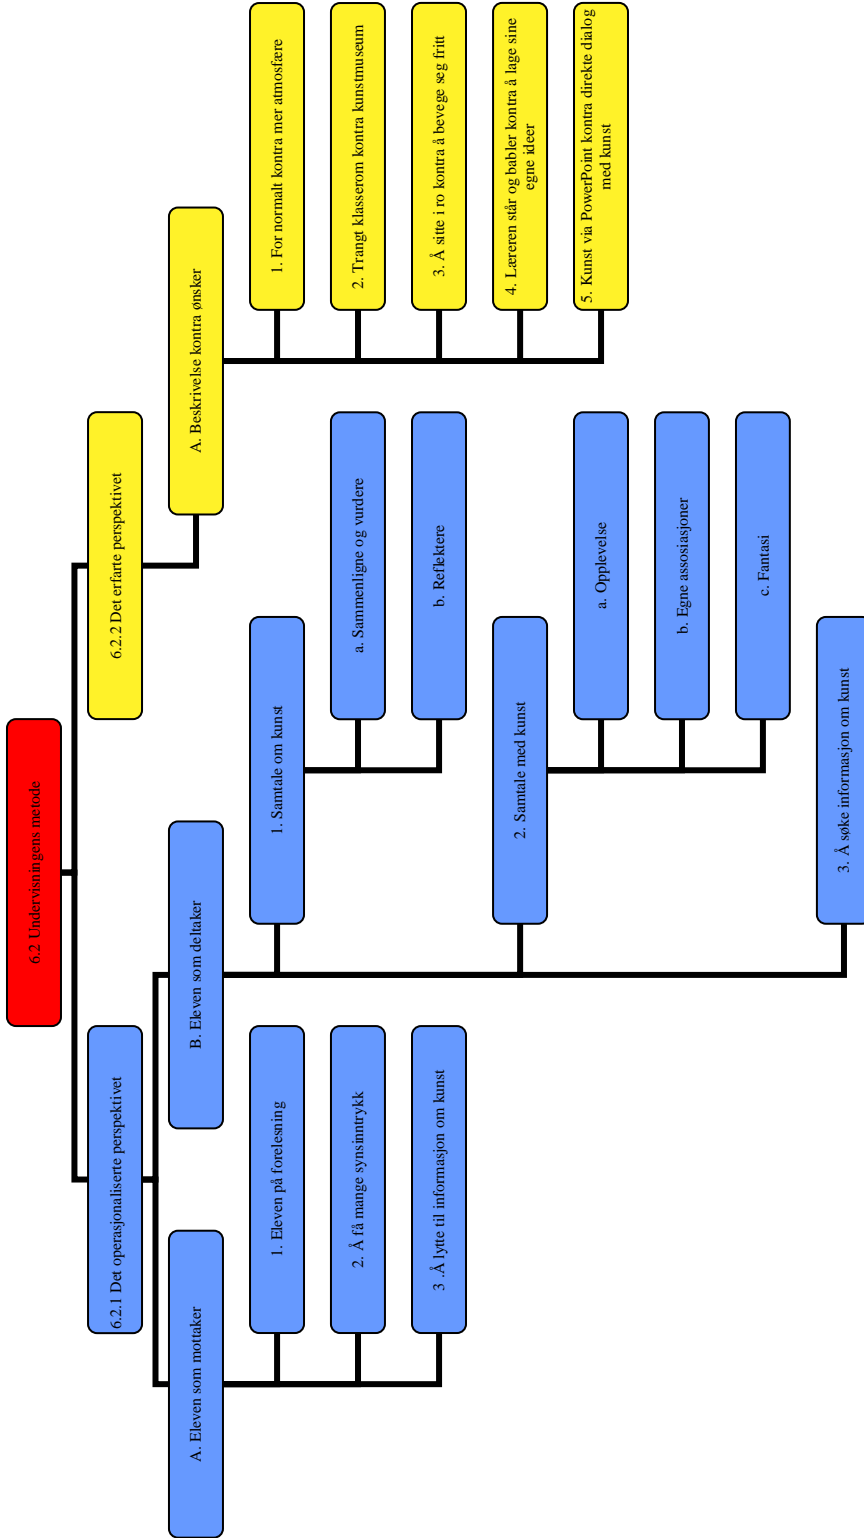 6.2 Undervisningens metode
6.2.1 Det operasjonaliserte perspektivet
A. Eleven som mottaker
1. Eleven på forelesning
2. Å få mange synsinntrykk
3 .Å lytte til informasjon om kunst
B. Eleven som deltaker
1. Samtale om kunst
a. Sammenligne og vurdere
b. Reflektere
2. Samtale med kunst
a. Opplevelse
b. Egne assosiasjoner
c. Fantasi
3. Å søke informasjon om kunst
6.2.2 Det erfarte perspektivet
A. Beskrivelse kontra ønsker
1. For normalt kontra mer atmosfære
2. Trangt klasserom kontra kunstmuseum
3. Å sitte i ro kontra å bevege seg fritt
4. Læreren står og babler kontra å lage sine
egne ideer
5. Kunst via PowerPoint kontra direkte dialog
med kunst